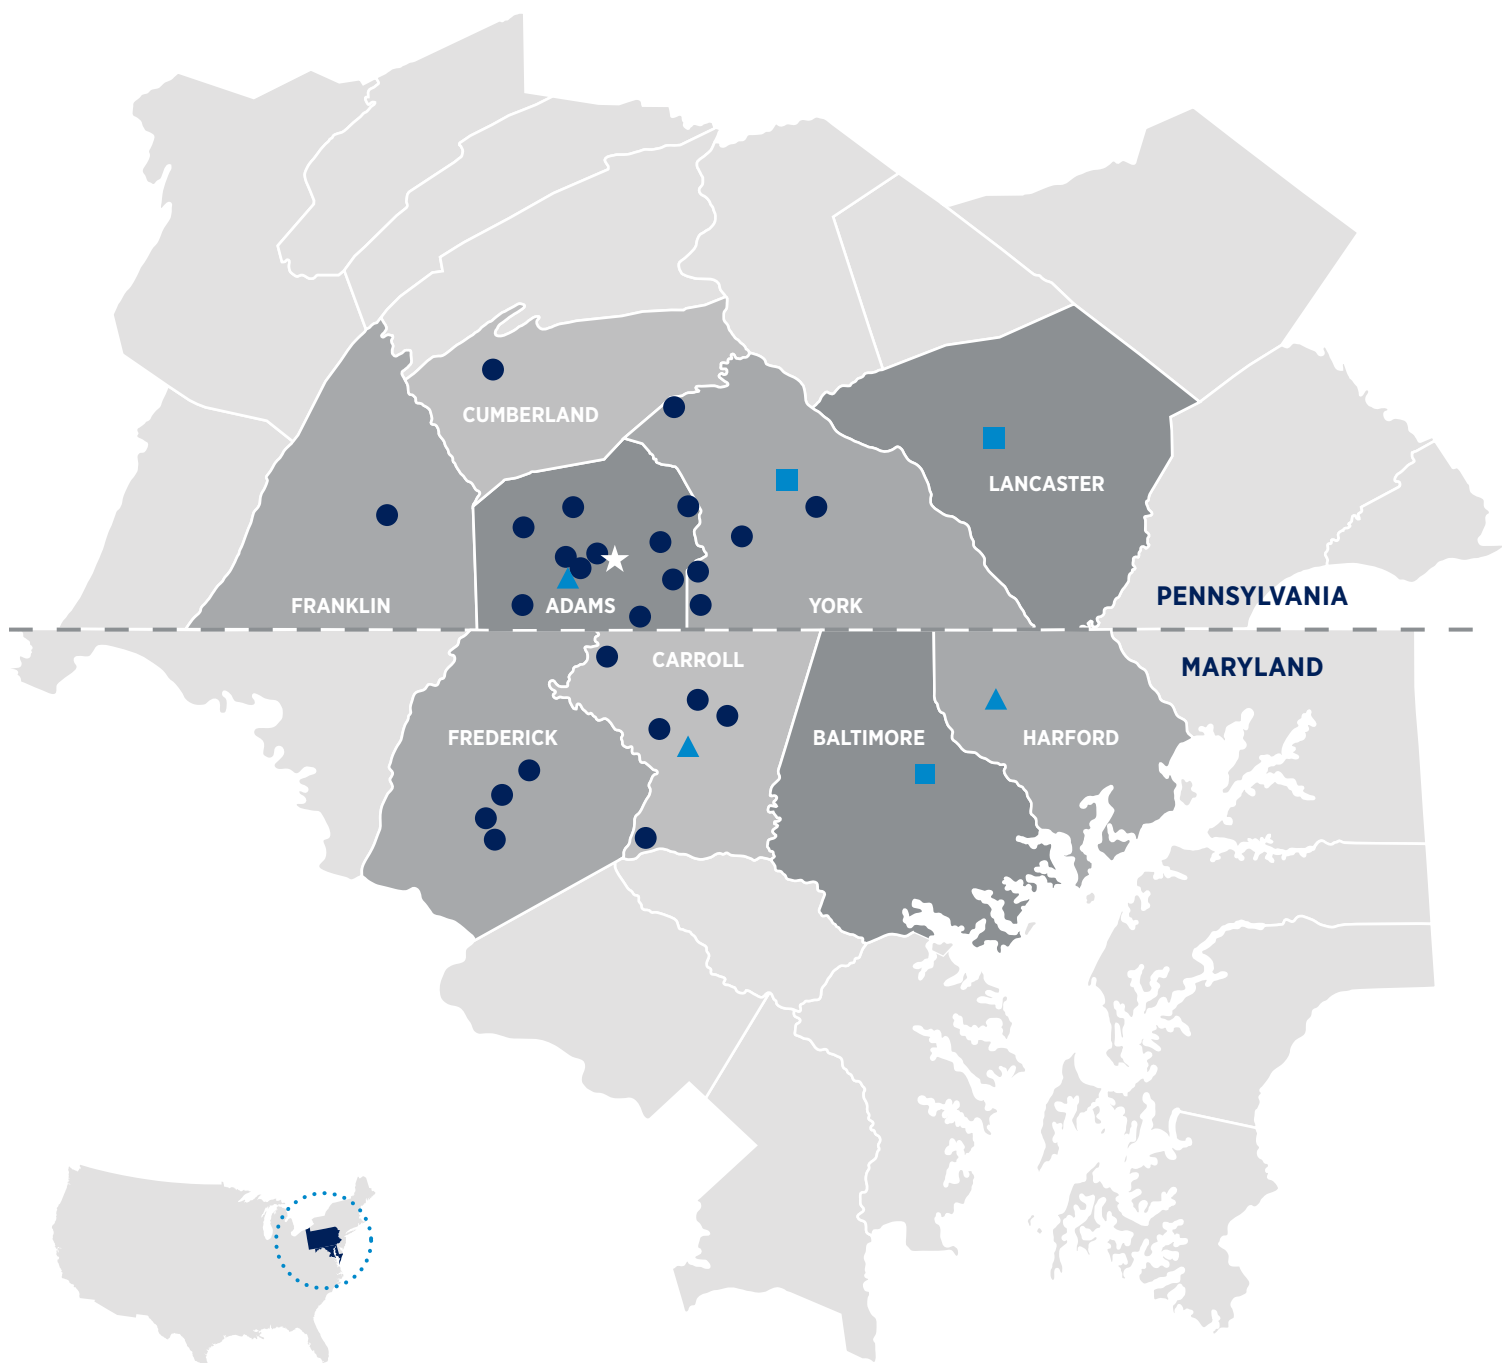 CUMBERLAND
LANCASTER
FRANKLIN
ADAMS
YORK
PENNSYLVANIA
CARROLL
MARYLAND
FREDERICK
BALTIMORE
HARFORD